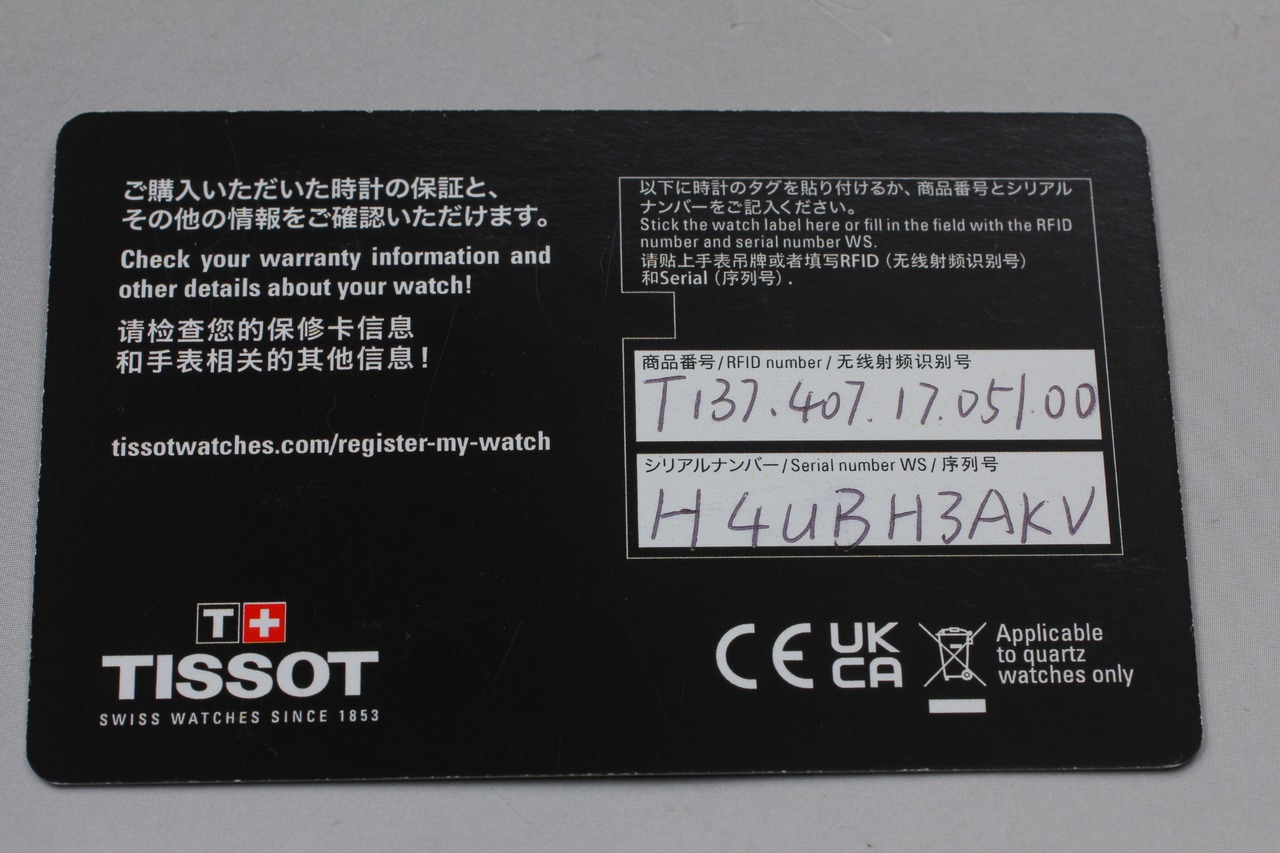 ご購入いただいた時計の保証と、
その他の情報をご確認いただけます。
Check your warranty information and
other details about your watch!
请检查您的保修卡信息
和手表相关的其他信息！
tissotwatches.com/register-my-watch
T+
TISSOT
SWISS WATCHES SINCE 1853
以下に時計のタグを貼り付けるか、商品番号とシリアル
ナンバーをご記入ください。
Stick the watch label here or fill in the field with the RFID
number and serial number WS.
请贴上手表吊牌或者填写RFID（无线射频识别号）
和Serial（序列号）.
商品番号/RFID number/无线射频识别号
T137.407.17.051.00
シリアルナンバー/Serial number WS/序列号
H4UBH3AKV
CE
UK
CA
Applicable
to quartz
watches only